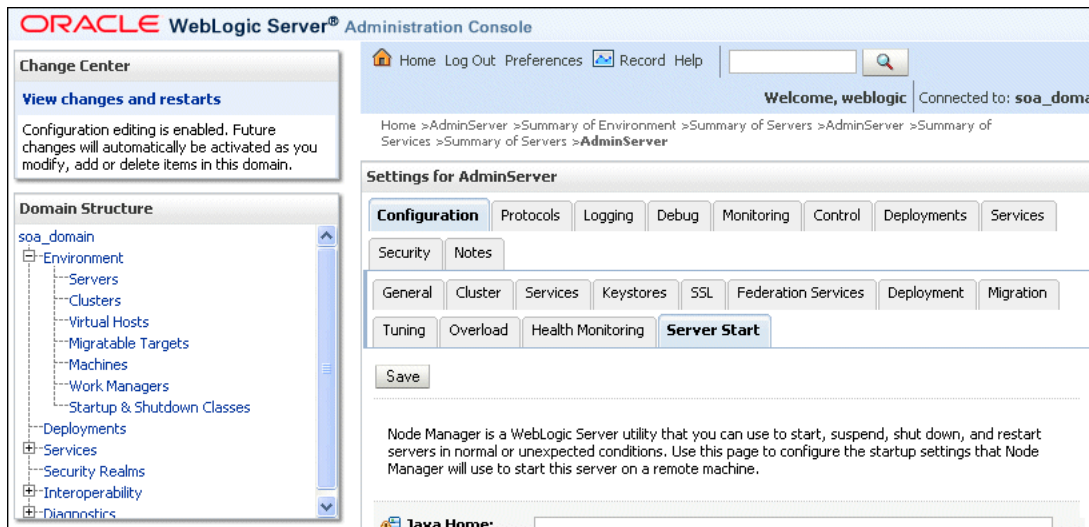 ORACLE WebLogic Server® Administration Console
Change Center
View changes and restarts
Configuration editing is enabled. Future
changes will automatically be activated as you
modify, add or delete items in this domain.
Domain Structure
soa_domain
Environment
Servers
Clusters
Virtual Hosts
Migratable Targets
Machines
Work Managers
Startup & Shutdown Classes
Deployments
Services
Security Realms
Interoperability
Diagnostics
Home Log Out Preferences Record Help
Welcome, weblogic Connected to: soa_doma
Home >AdminServer >Summary of Environment >Summary of Servers >AdminServer >Summary of
Services >Summary of Servers >AdminServer
Settings for AdminServer
Configuration Protocols Logging Debug Monitoring Control Deployments Services
Security Notes
General Cluster Services Keystores SSL Federation Services Deployment Migration
Tuning Overload Health Monitoring Server Start
Save
Node Manager is a WebLogic Server utility that you can use to start, suspend, shut down, and restart
servers in normal or unexpected conditions. Use this page to configure the startup settings that Node
Manager will use to start this server on a remote machine.
Java Home: